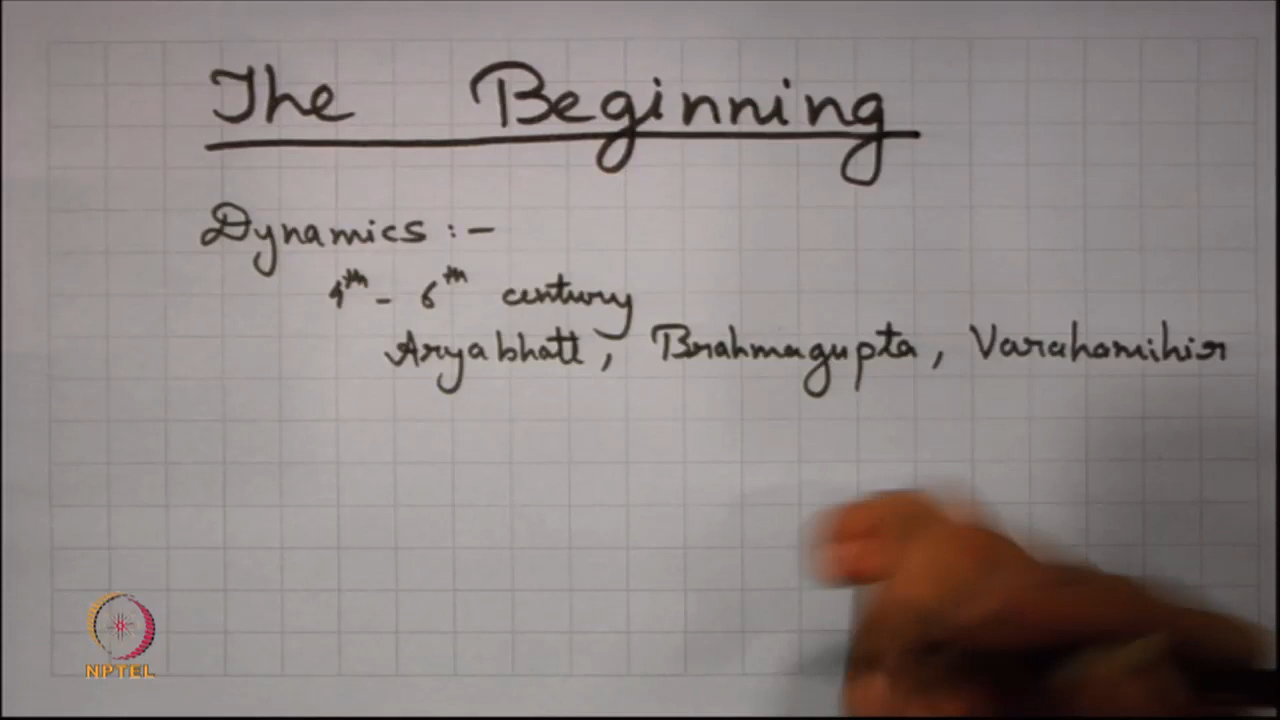 The Beginning
Dynamics :-
4th - 6th century
Aryabhatt, Brahmagupta, Varahamihir
NPTEL